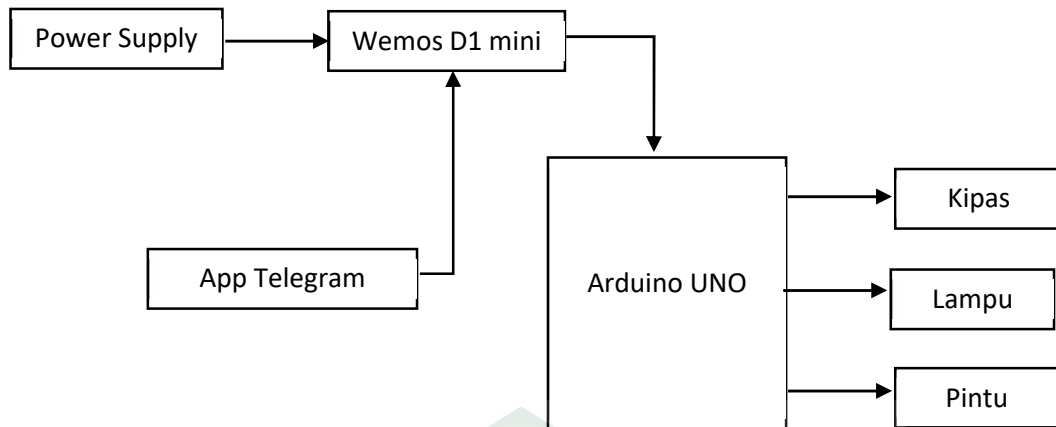 Power Supply
Wemos D1 mini
App Telegram
Arduino UNO
Kipas
Lampu
Pintu